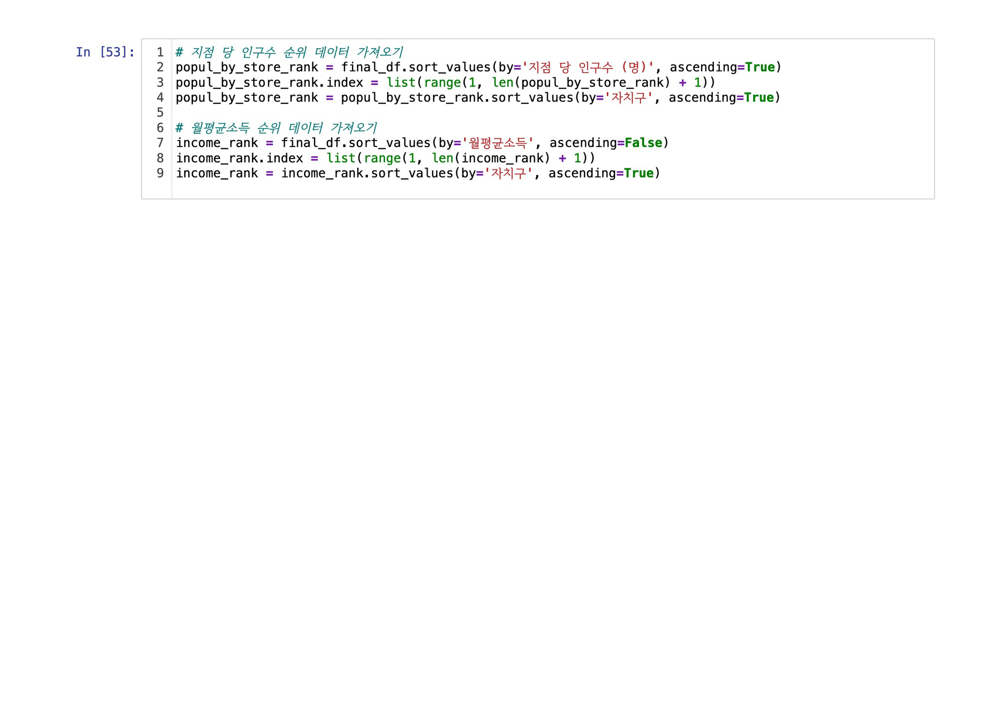 In [53]:
1 # 지점 당 인구수 순위 데이터 가져오기
2 popul_by_store_rank = final_df.sort_values(by='지점 당 인구수 (명)', ascending=True)
3 popul_by_store_rank.index = list(range(1, len(popul_by_store_rank) + 1))
4 popul_by_store_rank = popul_by_store_rank.sort_values(by='자치구', ascending=True)
5
6 # 월평균소득 순위 데이터 가져오기
7 income_rank = final_df.sort_values(by='월평균소득', ascending=False)
8 income_rank.index = list(range(1, len(income_rank) + 1))
9 income_rank = income_rank.sort_values(by='자치구', ascending=True)